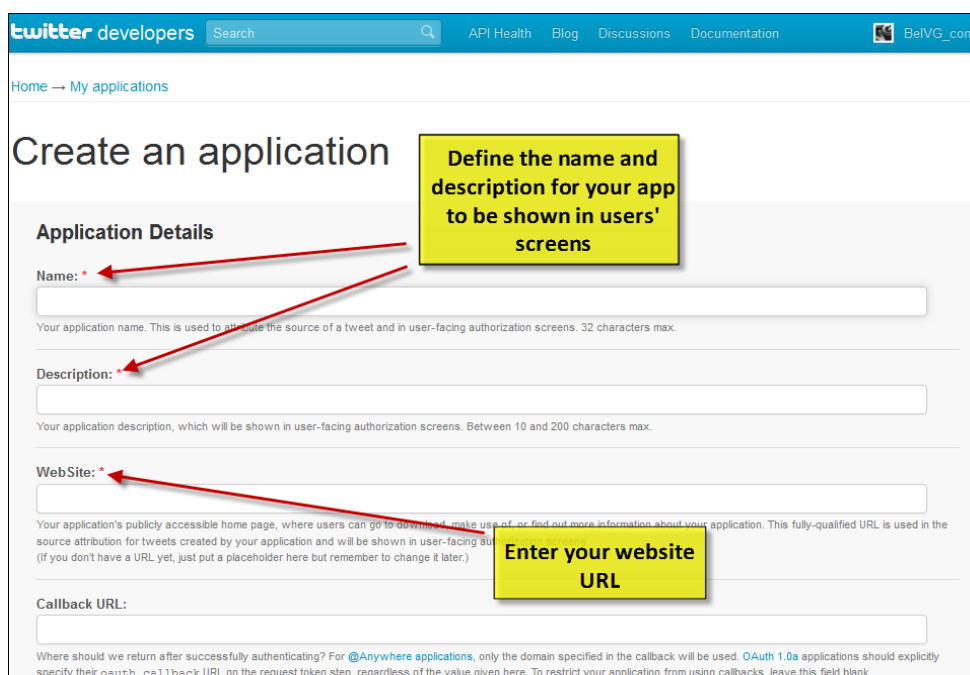 twitter developers Search API Health Blog Discussions Documentation BelVG_com
Home → My applications
Create an application
Define the name and
description for your app
to be shown in users'
screens
Application Details
Name: *
Your application name. This is used to attribute the source of a tweet and in user-facing authorization screens. 32 characters max.
Description: *
Your application description, which will be shown in user-facing authorization screens. Between 10 and 200 characters max.
WebSite: *
Your application's publicly accessible home page, where users can go to download, make use of, or find out more information about your application. This fully-qualified URL is used in the
source attribution for tweets created by your application and will be shown in user-facing authorization screens.
(If you don't have a URL yet, just put a placeholder here but remember to change it later.)
Enter your website
URL
Callback URL:
Where should we return after successfully authenticating? For @Anywhere applications, only the domain specified in the callback will be used. OAuth 1.0a applications should explicitly
specify their oauth_callback URL on the request token step, regardless of the value given here. To restrict your application from using callbacks, leave this field blank.